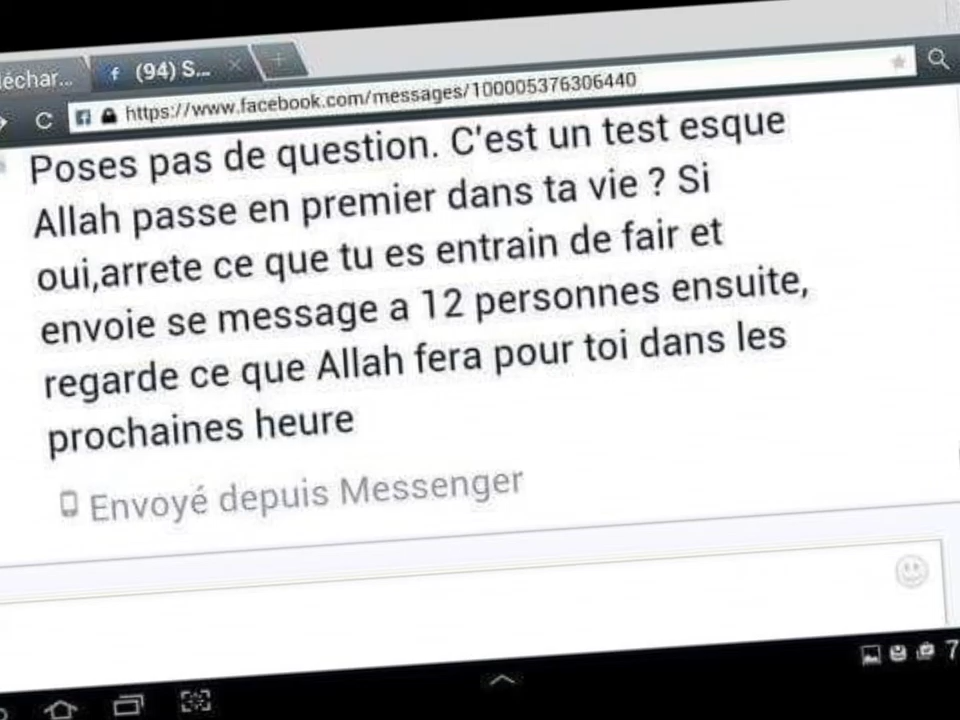 léchar...
(94) S...
https://www.facebook.com/messages/100005376306440
Poses pas de question. C'est un test esque
Allah passe en premier dans ta vie ? Si
oui,arrete ce que tu es entrain de fair et
envoie se message a 12 personnes ensuite,
regarde ce que Allah fera pour toi dans les
prochaines heure
Envoyé depuis Messenger
7